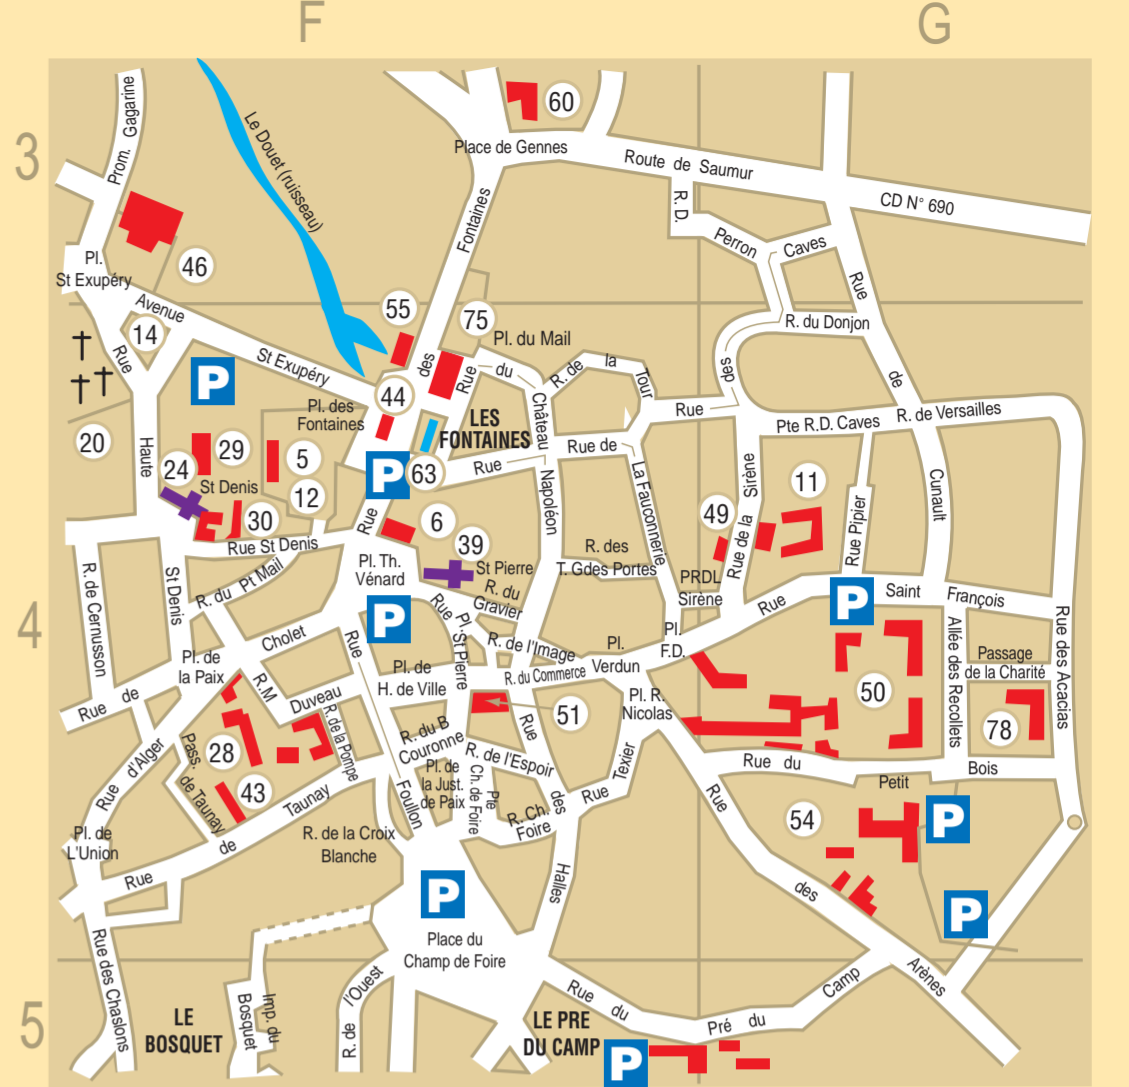 F
G
3
60
Place de Gennes
Prom. Gagarine
Le Douet (ruisseau)
Route de Saumur
CD N° 690
R.D.
Perron
Caves
Fontaines
46
Pl.
St Exupéry
Avenue
Rue
14
55
75
Pl. du Mail
R. du Donjon
Rue
St Exupéry
P
des
Rue
du
R. de
la
Tour
des
de
44
Pl. des
Fontaines
LES
FONTAINES
Château
Rue
Pte R.D. Caves
R. de Versailles
20
Haute
24
29
5
12
St Denis
30
P
63
Rue
Rue de
Napoléon
La Fauconnerie
Sirène
11
Cunault
49
Rue Pipier
Rue de la
6
Rue
39
St Pierre
Rue St Denis
R. du Pt Mail
Pl. Th.
Vénard
R. des
T. Gdes Portes
PRDL
Sirène
4
R. de Cernusson
St Denis
P
Rue
R. du
Gravier
Pl. St Pierre
R. de l'Image
Pl.
F.D.
Rue
P
Saint
François
Cholet
Rue
Pl. de
la Paix
Pl. de
H. de Ville
R. du Commerce
Pl.
Verdun
Allée des Recollets
Passage
de la Charité
Rue des Acacias
Rue de
R.M
Duveau
R. de la Pompe
51
Pl. R.
Nicolas
50
78
28
43
Pass.
de Taunay
Rue d'Alger
R. du B
Couronne
Rue
R. de l'Espoir
Pl. de
la Just.
de Paix
Pte
Ch. de Foire
Foullon
des
Rue
Texier
Rue du
Petit
Bois
Rue
54
P
Taunay
de
Rue
Pl. de
L'Union
R. de la Croix
Blanche
R. Ch.
Foire
Halles
P
des
P
Arènes
Place du
Champ de Foire
Rue des Chaslons
5
LE
BOSQUET
Imp. du
Bosquet
R. de
l'Ouest
Rue du
Pré du
Camp
LE PRE
DU CAMP
P